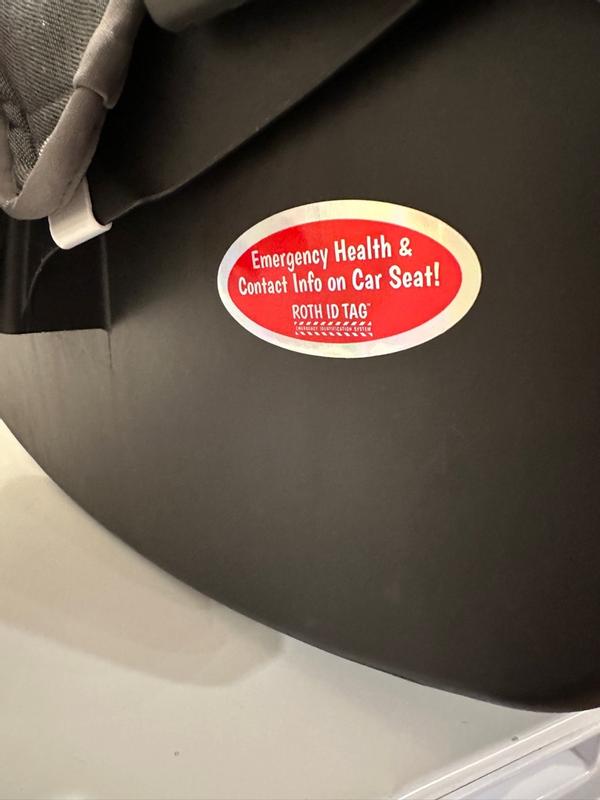 Emergency Health &
Contact Info on Car Seat!
ROTH ID TAG™
EMERGENCY IDENTIFICATION SYSTEM